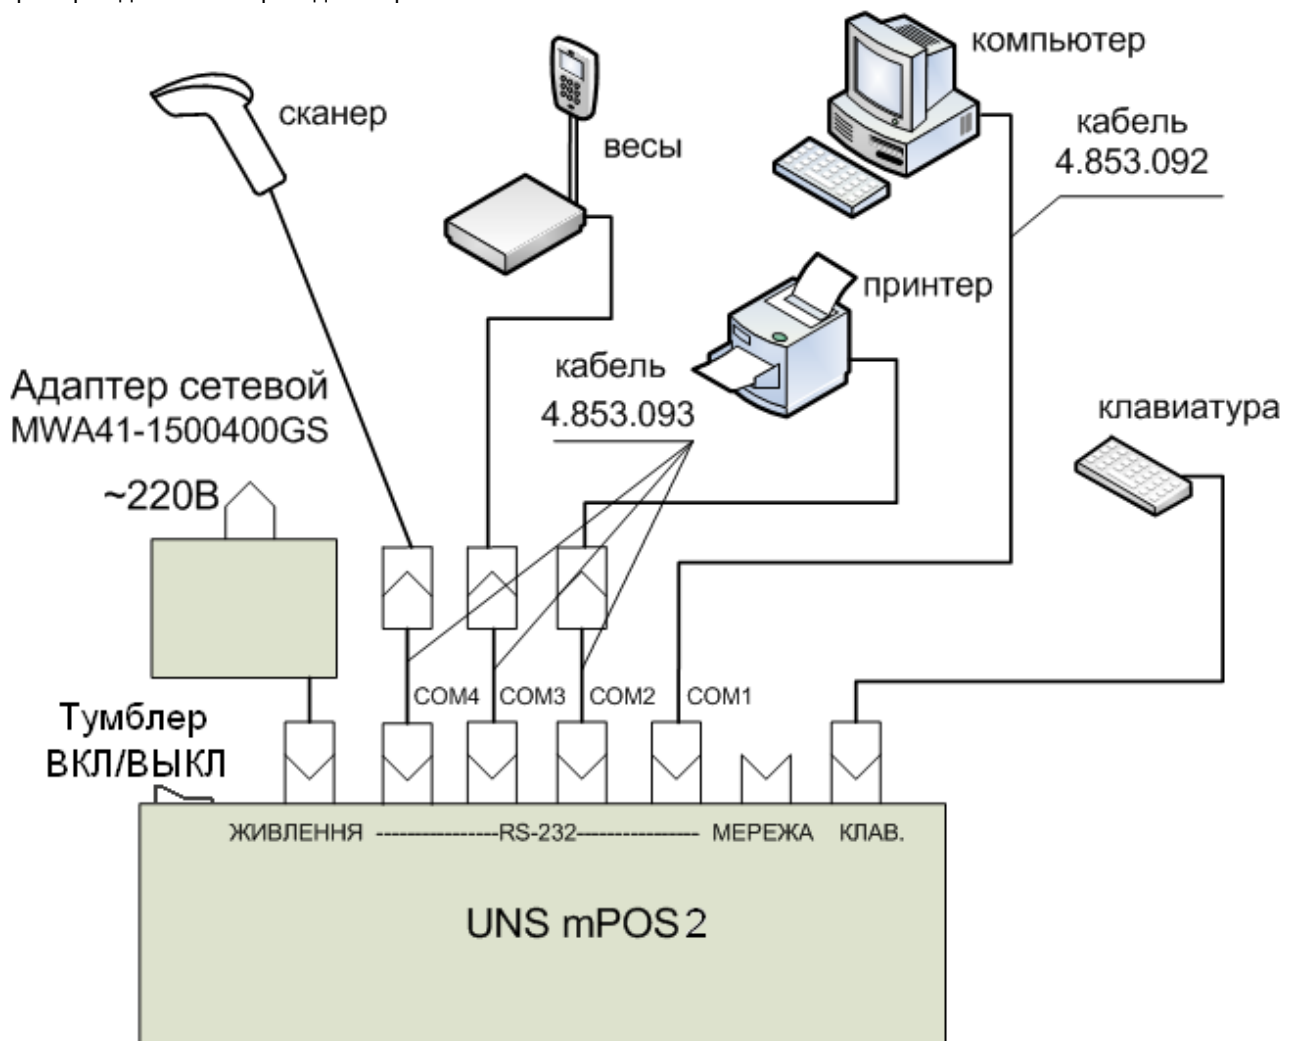 компьютер
сканер
кабель
4.853.092
весы
принтер
кабель
4.853.093
Адаптер сетевой
MWA41-1500400GS
клавиатура
~220В
COM4
COM3
COM2
COM1
Тумблер
ВКЛ/ВЫКЛ
ЖИВЛЕННЯ ----------------RS-232---------------- МЕРЕЖА КЛАВ.
UNS mPOS 2